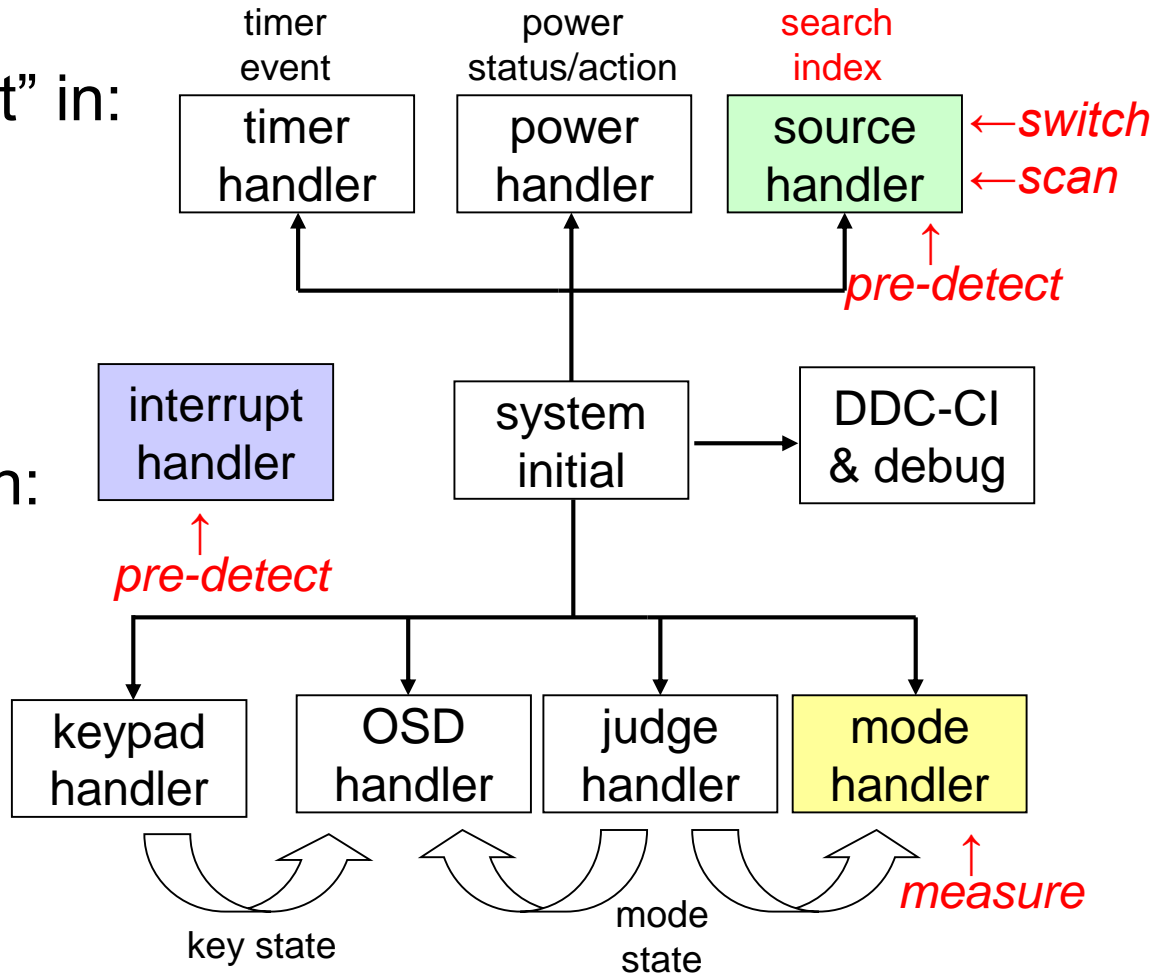 timer
event
power
status/action
search
index
t” in:
timer
handler
power
handler
source
handler
←switch
←scan
↑
pre-detect
interrupt
handler
system
initial
DDC-CI
& debug
n:
↑
pre-detect
keypad
handler
OSD
handler
judge
handler
mode
handler
↑
measure
key state
mode
state